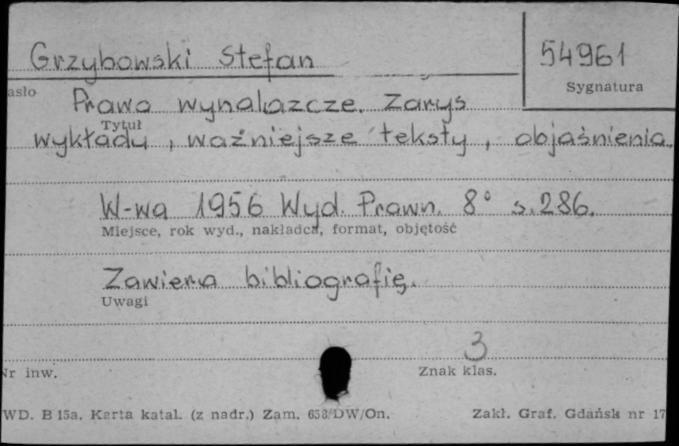 Grzybowski Stefan
54961
asło
Sygnatura
Prawo wynalazcze. Zarys
Tytuł
wykładu, ważniejsze teksty, objaśnienia.
W-wa 1956 Wyd. Prawn. 8° s. 286.
Miejsce, rok wyd., nakładca, format, objętość
Zawiera bibliografię.
Uwagi
3
Nr inw.
Znak klas.
WD. B 15a. Karta katal. (z nadr.) Zam. 653/DW/On.
Zakł. Graf. Gdańsk nr 17